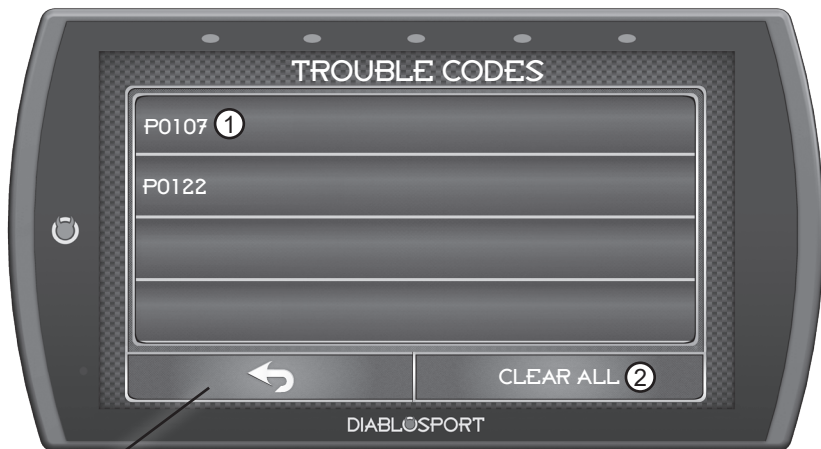 TROUBLE CODES
P0107 1
P0122
CLEAR ALL 2
DIABLOSPORT